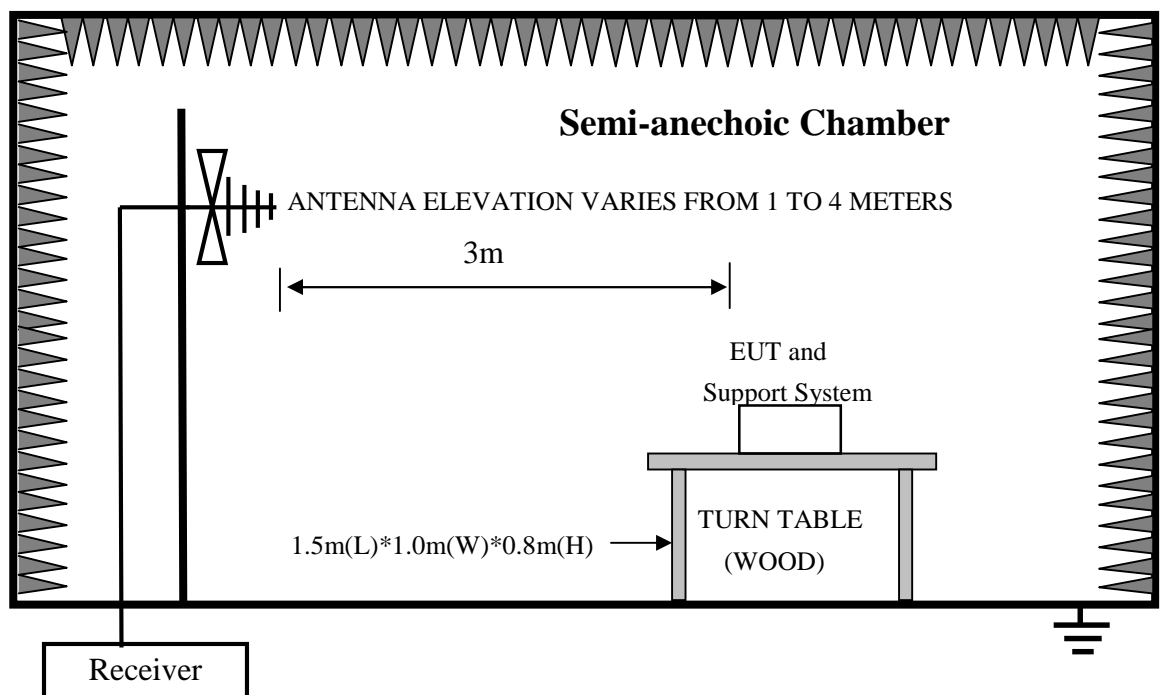 Semi-anechoic Chamber
ANTENNA ELEVATION VARIES FROM 1 TO 4 METERS
3m
EUT and
Support System
TURN TABLE
(WOOD)
1.5m(L)*1.0m(W)*0.8m(H)
Receiver